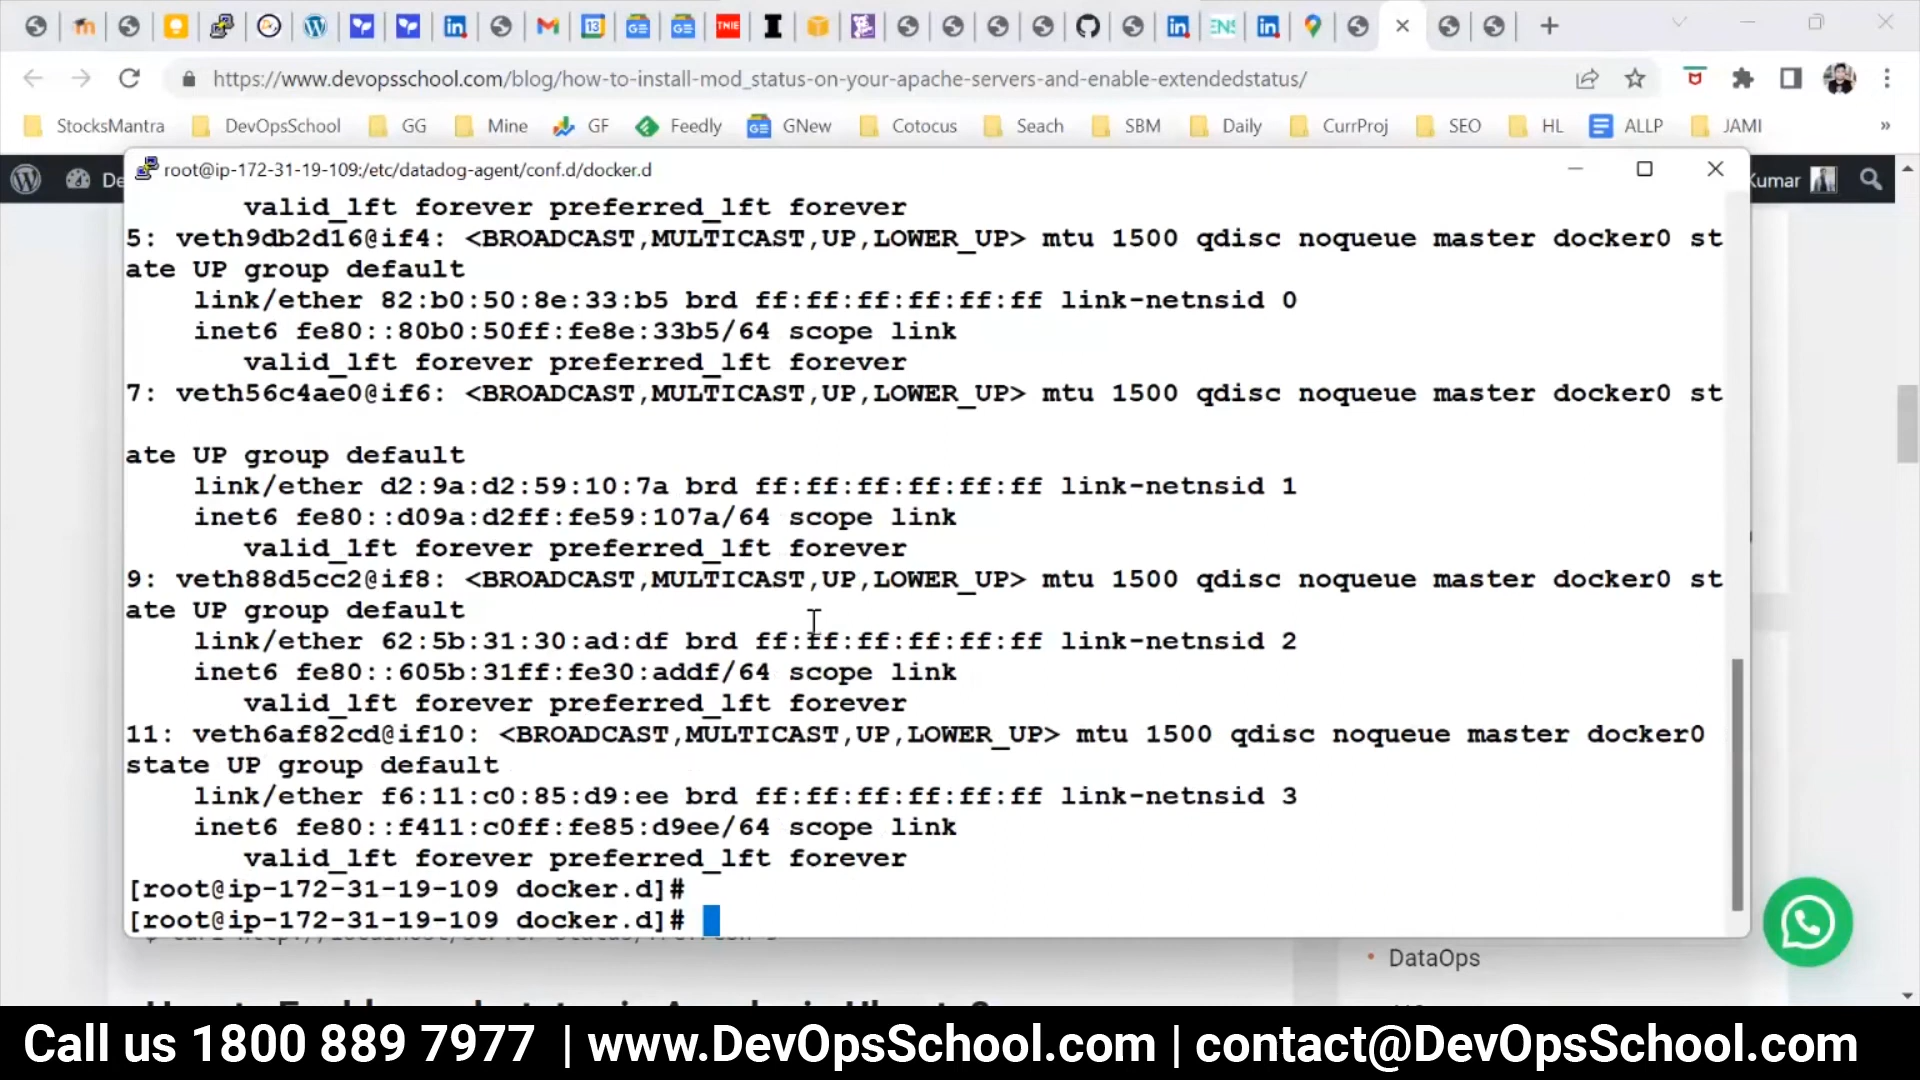 https://www.devopsschool.com/blog/how-to-install-mod_status-on-your-apache-servers-and-enable-extendedstatus/
StocksMantra DevOpsSchool GG Mine GF Feedly GNew Cotocus Seach SBM Daily CurrProj SEO HL ALLP JAMI »
De
Kumar
root@ip-172-31-19-109:/etc/datadog-agent/conf.d/docker.d
valid_lft forever preferred_lft forever
5: veth9db2d16@if4: <BROADCAST,MULTICAST,UP,LOWER_UP> mtu 1500 qdisc noqueue master docker0 st
ate UP group default
link/ether 82:b0:50:8e:33:b5 brd ff:ff:ff:ff:ff:ff link-netnsid 0
inet6 fe80::80b0:50ff:fe8e:33b5/64 scope link
valid_lft forever preferred_lft forever
7: veth56c4ae0@if6: <BROADCAST,MULTICAST,UP,LOWER_UP> mtu 1500 qdisc noqueue master docker0 st
ate UP group default
link/ether d2:9a:d2:59:10:7a brd ff:ff:ff:ff:ff:ff link-netnsid 1
inet6 fe80::d09a:d2ff:fe59:107a/64 scope link
valid_lft forever preferred_lft forever
9: veth88d5cc2@if8: <BROADCAST,MULTICAST,UP,LOWER_UP> mtu 1500 qdisc noqueue master docker0 st
ate UP group default
link/ether 62:5b:31:30:ad:df brd ff:ff:ff:ff:ff:ff link-netnsid 2
inet6 fe80::605b:31ff:fe30:addf/64 scope link
valid_lft forever preferred_lft forever
11: veth6af82cd@if10: <BROADCAST,MULTICAST,UP,LOWER_UP> mtu 1500 qdisc noqueue master docker0
state UP group default
link/ether f6:11:c0:85:d9:ee brd ff:ff:ff:ff:ff:ff link-netnsid 3
inet6 fe80::f411:c0ff:fe85:d9ee/64 scope link
valid_lft forever preferred_lft forever
[root@ip-172-31-19-109 docker.d]#
[root@ip-172-31-19-109 docker.d]#
• DataOps
Call us 1800 889 7977 | www.DevOpsSchool.com | contact@DevOpsSchool.com